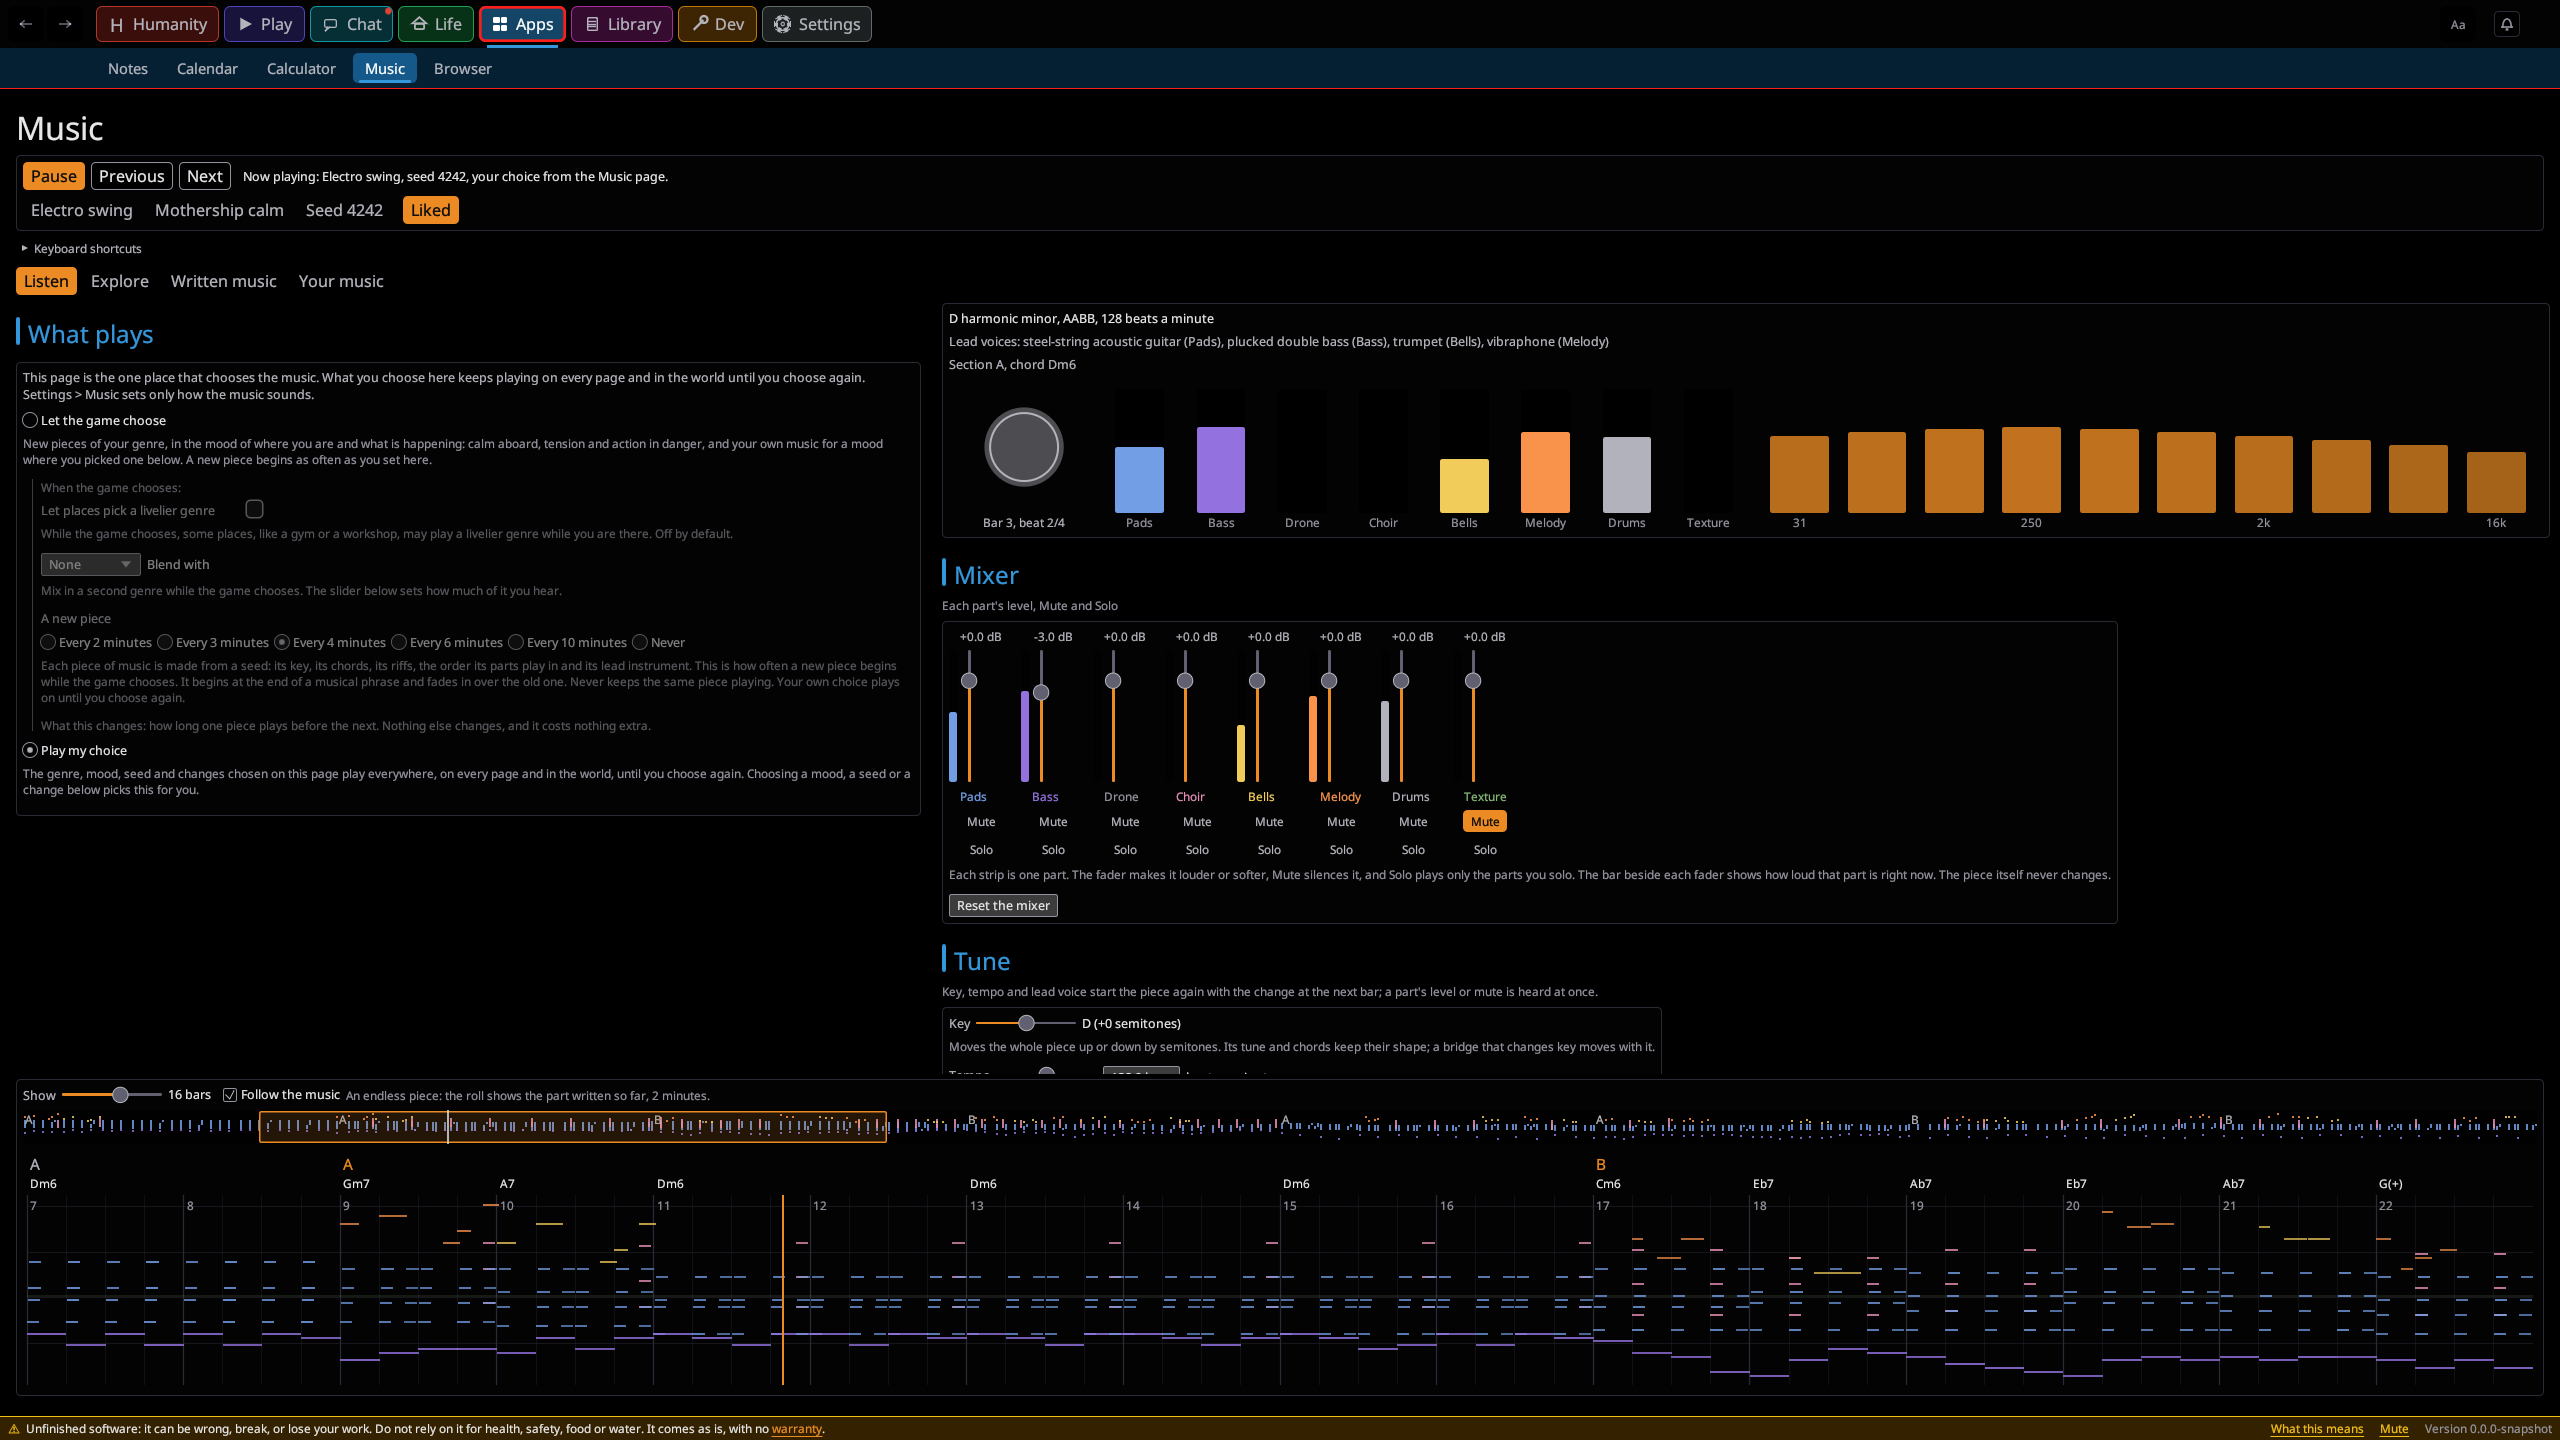 Humanity Play Chat Life Apps Library Dev Settings Aa
Notes Calendar Calculator Music Browser
Music
Pause Previous Next Now playing: Electro swing, seed 4242, your choice from the Music page.
Electro swing Mothership calm Seed 4242 Liked
Keyboard shortcuts
Listen Explore Written music Your music
What plays
This page is the one place that chooses the music. What you choose here keeps playing on every page and in the world until you choose again.
Settings > Music sets only how the music sounds.
Let the game choose
New pieces of your genre, in the mood of where you are and what is happening: calm aboard, tension and action in danger, and your own music for a mood
where you picked one below. A new piece begins as often as you set here.
When the game chooses:
Let places pick a livelier genre
While the game chooses, some places, like a gym or a workshop, may play a livelier genre while you are there. Off by default.
None Blend with
Mix in a second genre while the game chooses. The slider below sets how much of it you hear.
A new piece
Every 2 minutes Every 3 minutes Every 4 minutes Every 6 minutes Every 10 minutes Never
Each piece of music is made from a seed: its key, its chords, its riffs, the order its parts play in and its lead instrument. This is how often a new piece begins
while the game chooses. It begins at the end of a musical phrase and fades in over the old one. Never keeps the same piece playing. Your own choice plays
on until you choose again.
What this changes: how long one piece plays before the next. Nothing else changes, and it costs nothing extra.
Play my choice
The genre, mood, seed and changes chosen on this page play everywhere, on every page and in the world, until you choose again. Choosing a mood, a seed or a
change below picks this for you.
D harmonic minor, AABB, 128 beats a minute
Lead voices: steel-string acoustic guitar (Pads), plucked double bass (Bass), trumpet (Bells), vibraphone (Melody)
Section A, chord Dm6
Bar 3, beat 2/4 Pads Bass Drone Choir Bells Melody Drums Texture 31 250 2k 16k
Mixer
Each part's level, Mute and Solo
+0.0 dB -3.0 dB +0.0 dB +0.0 dB +0.0 dB +0.0 dB +0.0 dB +0.0 dB
Pads Bass Drone Choir Bells Melody Drums Texture
Mute Mute Mute Mute Mute Mute Mute Mute
Solo Solo Solo Solo Solo Solo Solo Solo
Each strip is one part. The fader makes it louder or softer, Mute silences it, and Solo plays only the parts you solo. The bar beside each fader shows how loud that part is right now. The piece itself never changes.
Reset the mixer
Tune
Key, tempo and lead voice start the piece again with the change at the next bar; a part's level or mute is heard at once.
Key D (+0 semitones)
Moves the whole piece up or down by semitones. Its tune and chords keep their shape; a bridge that changes key moves with it.
Show 16 bars Follow the music An endless piece: the roll shows the part written so far, 2 minutes.
A A B B A A B B
A A B
Dm6 Gm7 A7 Dm6 Dm6 Dm6 Cm6 Eb7 Ab7 Eb7 Ab7 G(+)
7 8 9 10 11 12 13 14 15 16 17 18 19 20 21 22
Unfinished software: it can be wrong, break, or lose your work. Do not rely on it for health, safety, food or water. It comes as is, with no warranty. What this means Mute Version 0.0.0-snapshot